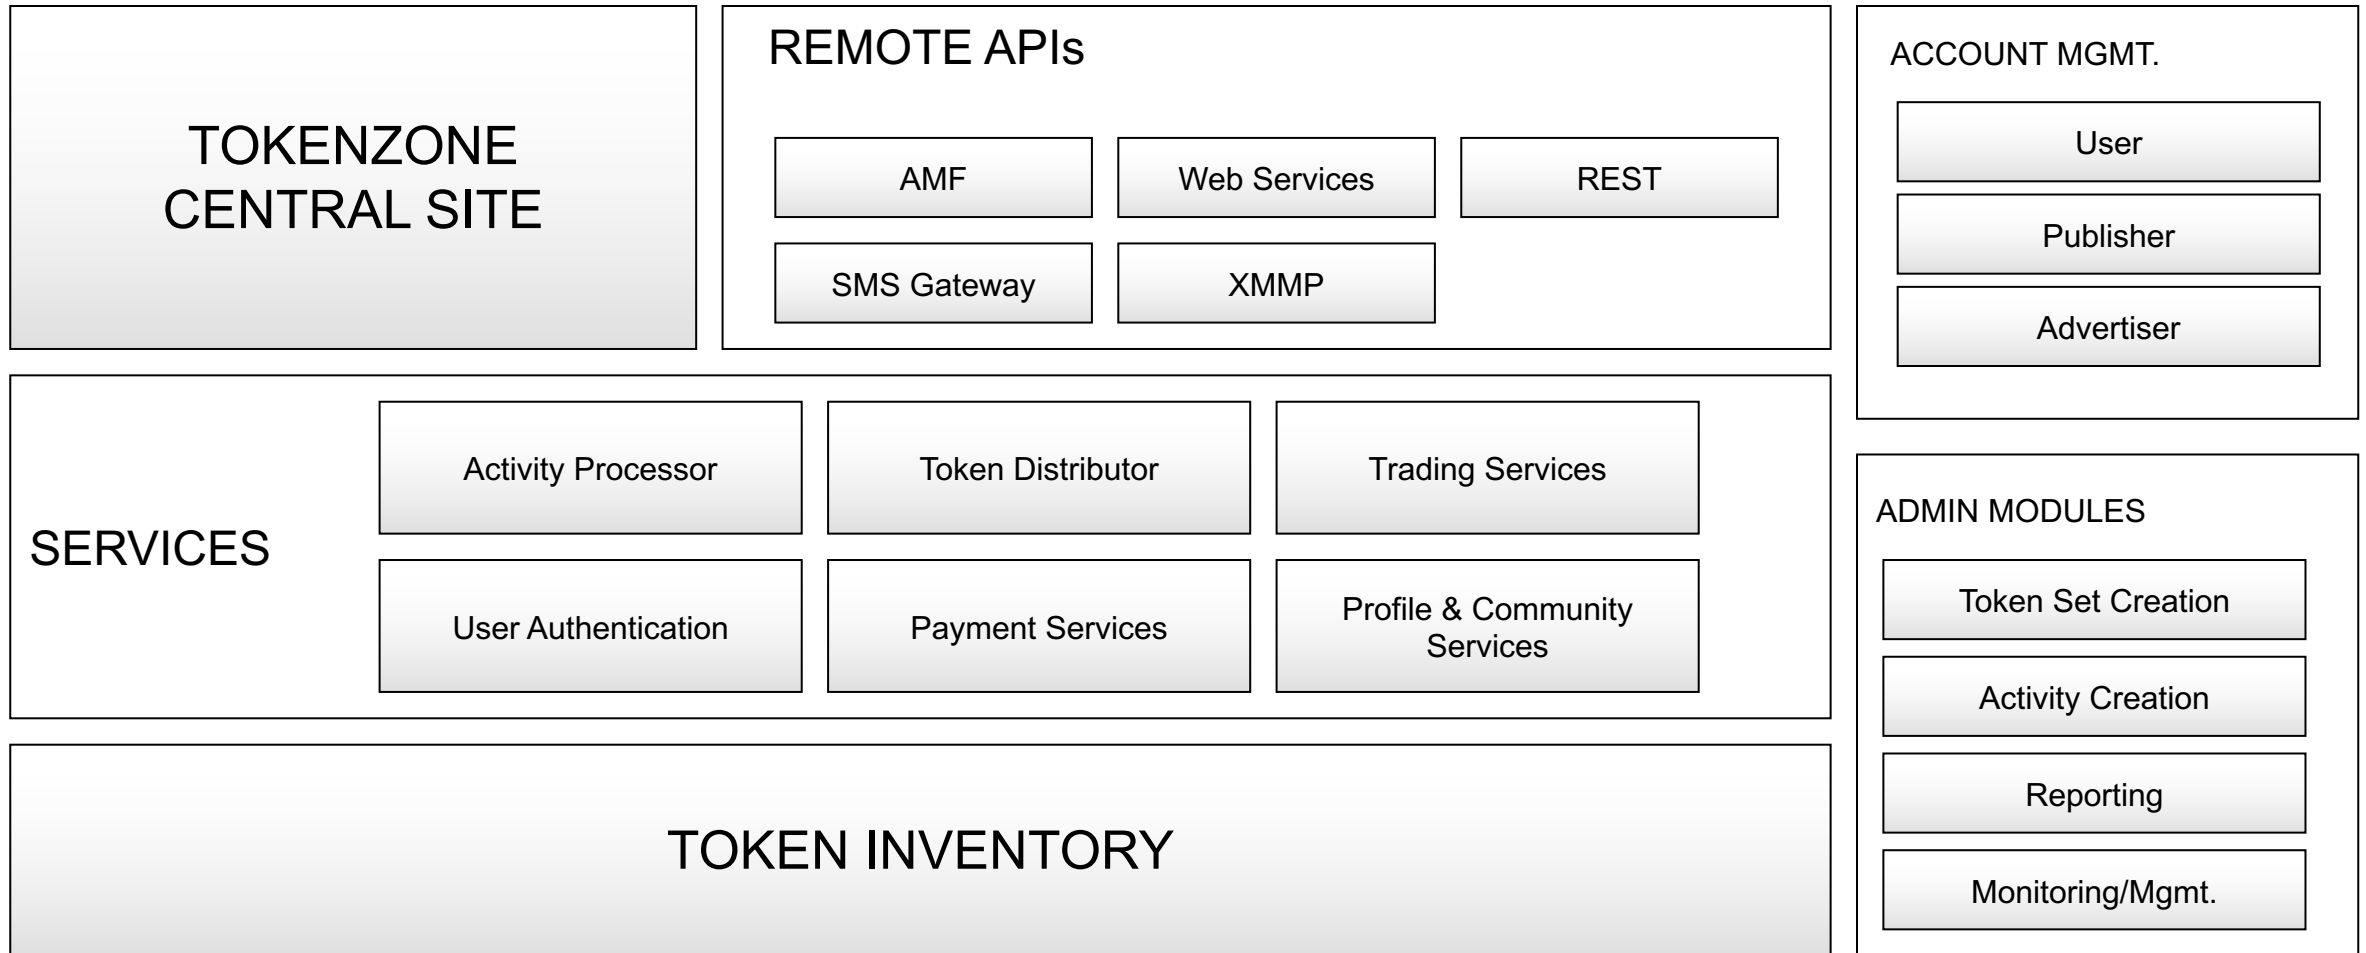 TOKENZONE
CENTRAL SITE
REMOTE APIs
AMF
Web Services
REST
SMS Gateway
XMMP
ACCOUNT MGMT.
User
Publisher
Advertiser
SERVICES
Activity Processor
Token Distributor
Trading Services
User Authentication
Payment Services
Profile & Community
Services
ADMIN MODULES
Token Set Creation
Activity Creation
Reporting
Monitoring/Mgmt.
TOKEN INVENTORY